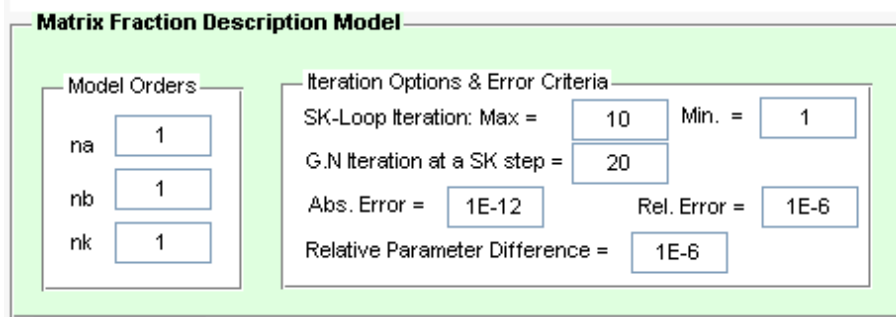 Matrix Fraction Description Model
Model Orders
na 1
nb 1
nk 1
Iteration Options & Error Criteria
SK-Loop Iteration: Max = 10 Min. = 1
G.N Iteration at a SK step = 20
Abs. Error = 1E-12 Rel. Error = 1E-6
Relative Parameter Difference = 1E-6